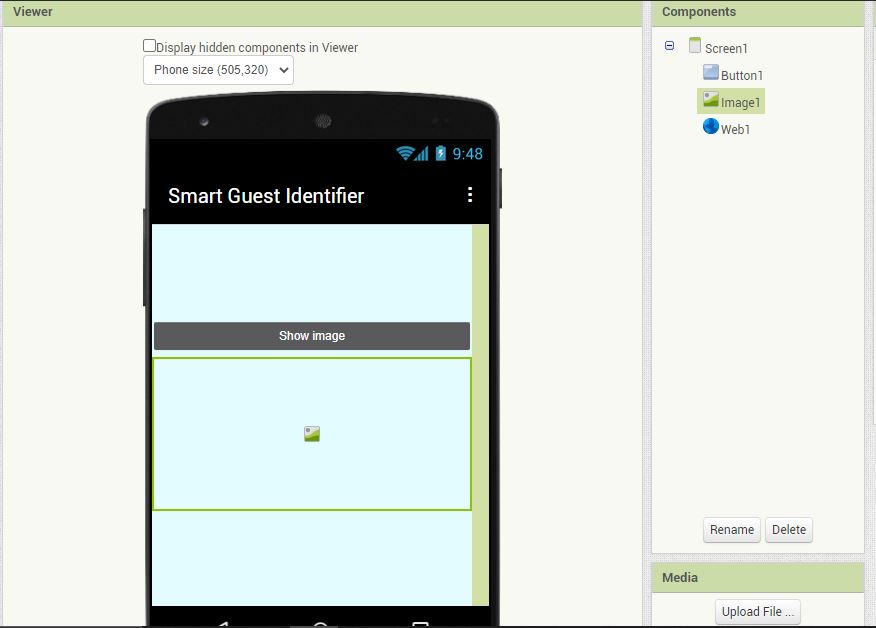 Viewer
Display hidden components in Viewer
Phone size (505,320)
9:48
Smart Guest Identifier
Show image
Components
Screen1
Button1
Image1
Web1
Rename
Delete
Media
Upload File ...